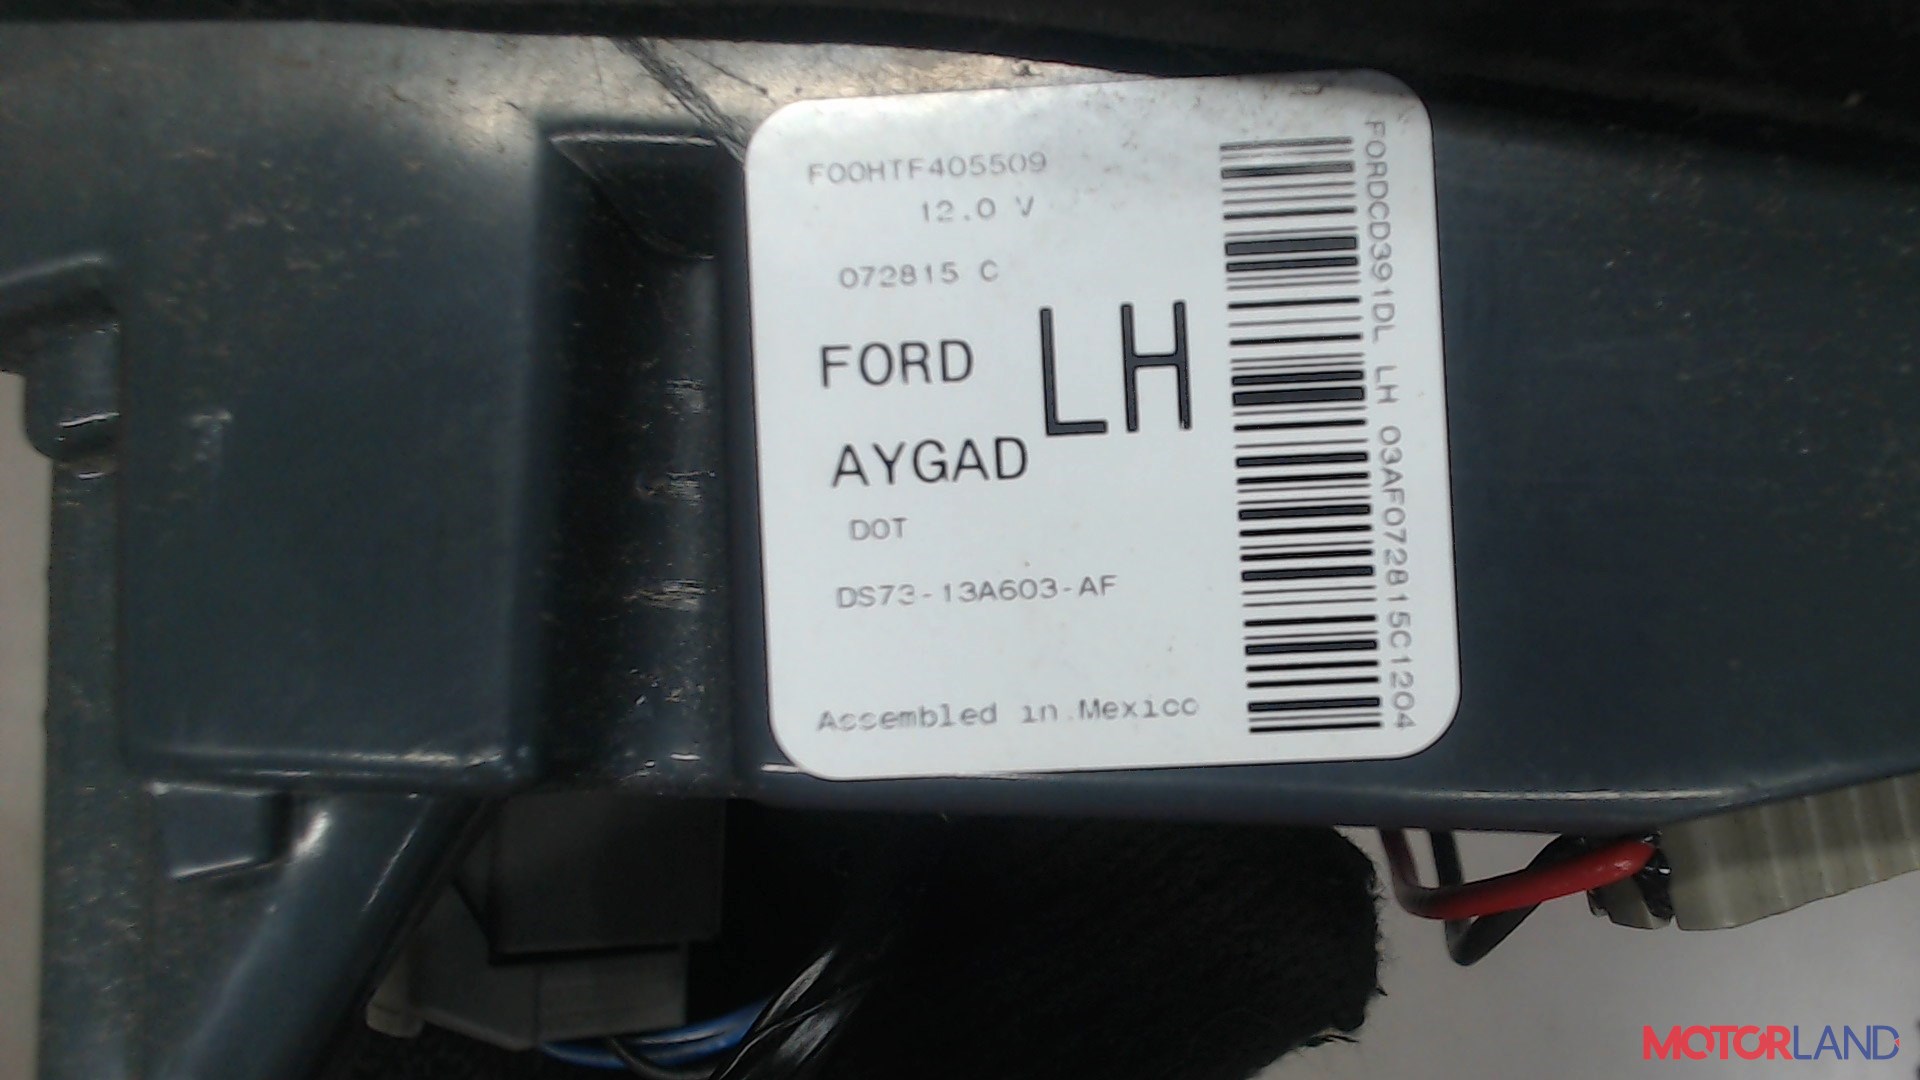 F00HTF405509
12.0 V
072815 C
FORD
LH
AYGAD
DOT
DS73-13A603-AF
Assembled in Mexico
FORDCD391DL LH 03AF072815C1204
MOTORLAND